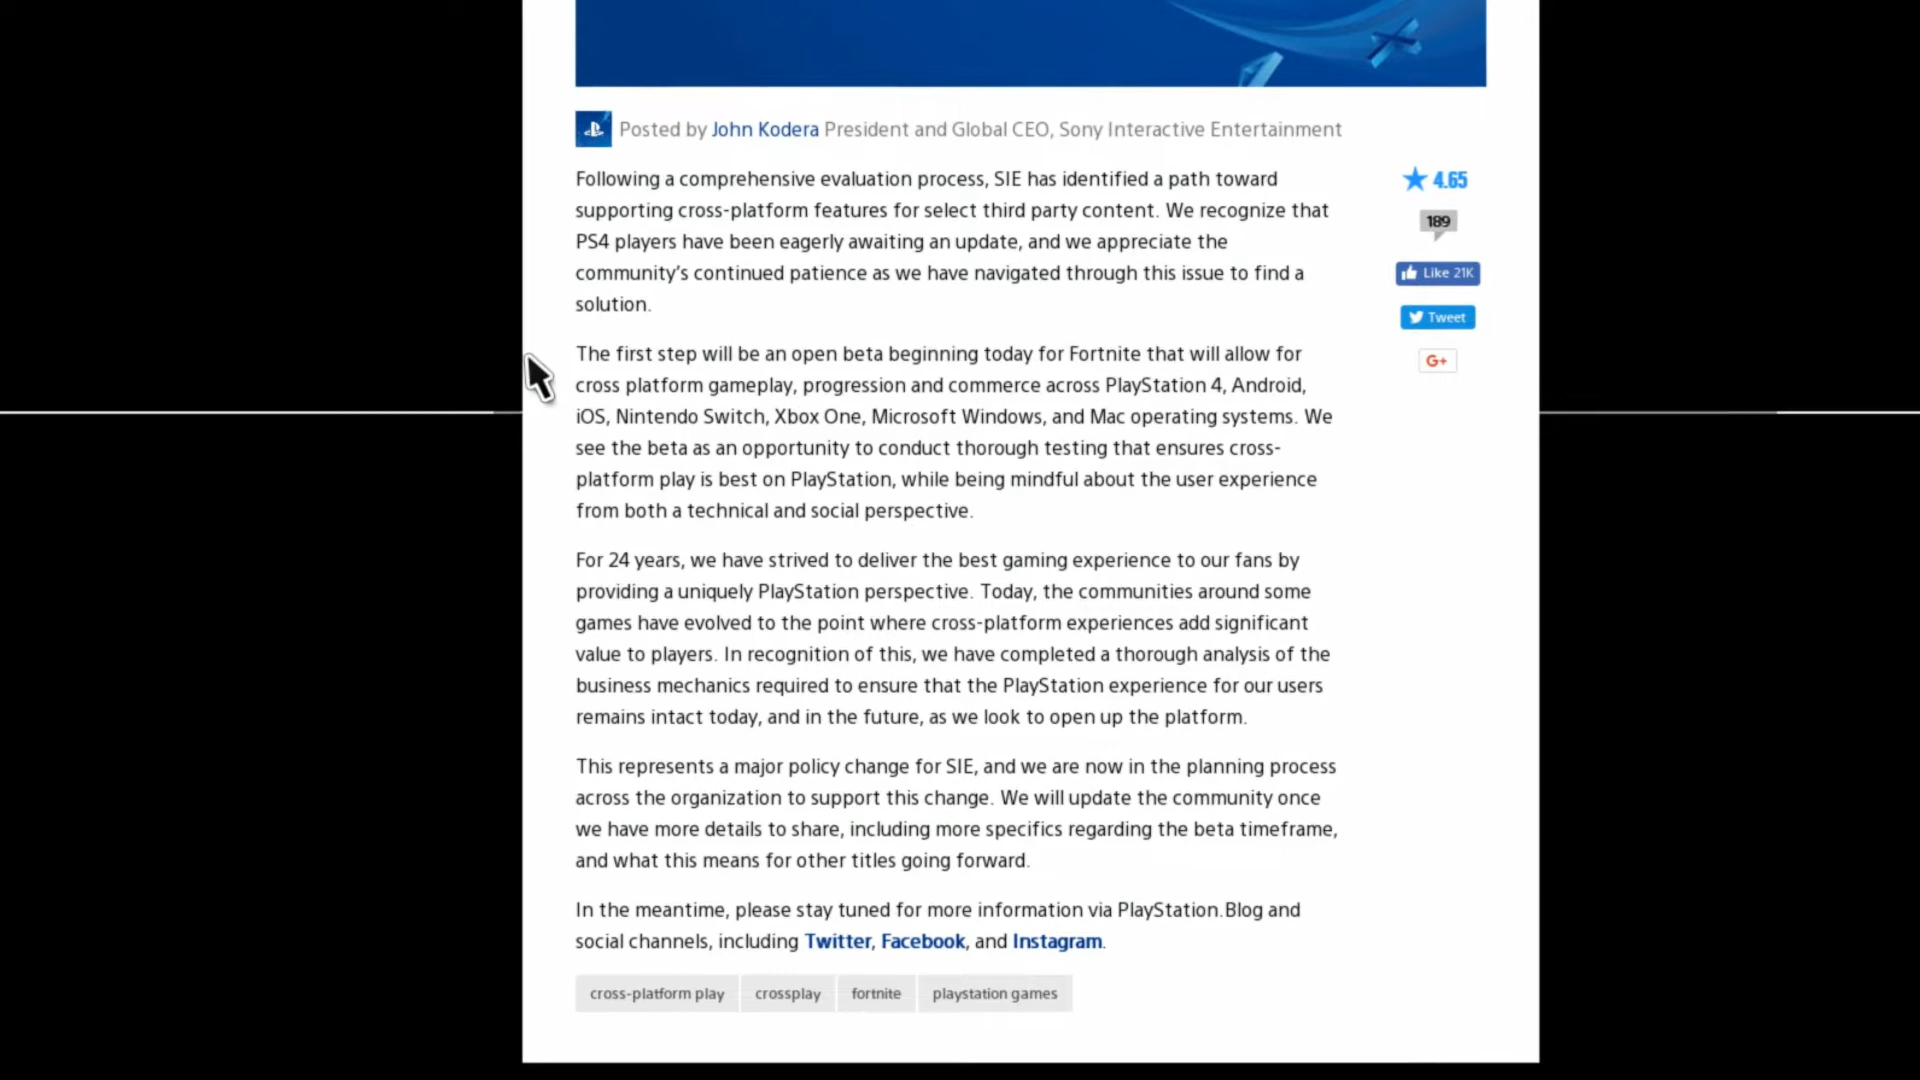 Posted by John Kodera President and Global CEO, Sony Interactive Entertainment
Following a comprehensive evaluation process, SIE has identified a path toward
supporting cross-platform features for select third party content. We recognize that
PS4 players have been eagerly awaiting an update, and we appreciate the
community's continued patience as we have navigated through this issue to find a
solution.
4.65
189
Like 21K
Tweet
G+
The first step will be an open beta beginning today for Fortnite that will allow for
cross platform gameplay, progression and commerce across PlayStation 4, Android,
iOS, Nintendo Switch, Xbox One, Microsoft Windows, and Mac operating systems. We
see the beta as an opportunity to conduct thorough testing that ensures cross-
platform play is best on PlayStation, while being mindful about the user experience
from both a technical and social perspective.
For 24 years, we have strived to deliver the best gaming experience to our fans by
providing a uniquely PlayStation perspective. Today, the communities around some
games have evolved to the point where cross-platform experiences add significant
value to players. In recognition of this, we have completed a thorough analysis of the
business mechanics required to ensure that the PlayStation experience for our users
remains intact today, and in the future, as we look to open up the platform.
This represents a major policy change for SIE, and we are now in the planning process
across the organization to support this change. We will update the community once
we have more details to share, including more specifics regarding the beta timeframe,
and what this means for other titles going forward.
In the meantime, please stay tuned for more information via PlayStation.Blog and
social channels, including Twitter, Facebook, and Instagram.
cross-platform play crossplay fortnite playstation games